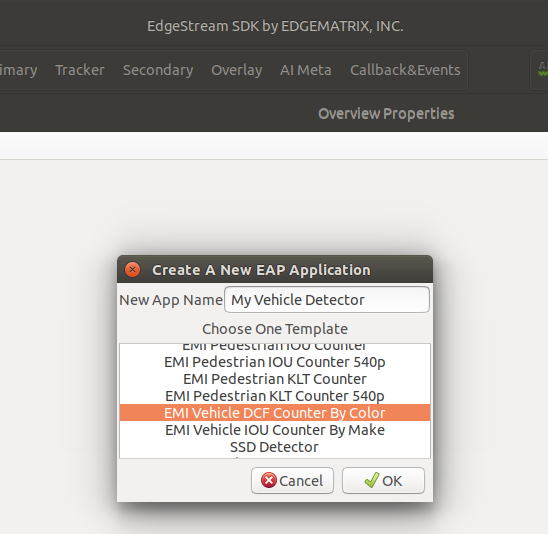 EdgeStream SDK by EDGEMATRIX, INC.
Tracker Secondary Overlay AI Meta Callback&Events
Overview Properties
Create A New EAP Application
New App Name My Vehicle Detector
Choose One Template
EMI Pedestrian IOU Counter
EMI Pedestrian IOU Counter 540p
EMI Pedestrian KLT Counter
EMI Pedestrian KLT Counter 540p
EMI Vehicle DCF Counter By Color
EMI Vehicle IOU Counter By Make
SSD Detector
Cancel OK